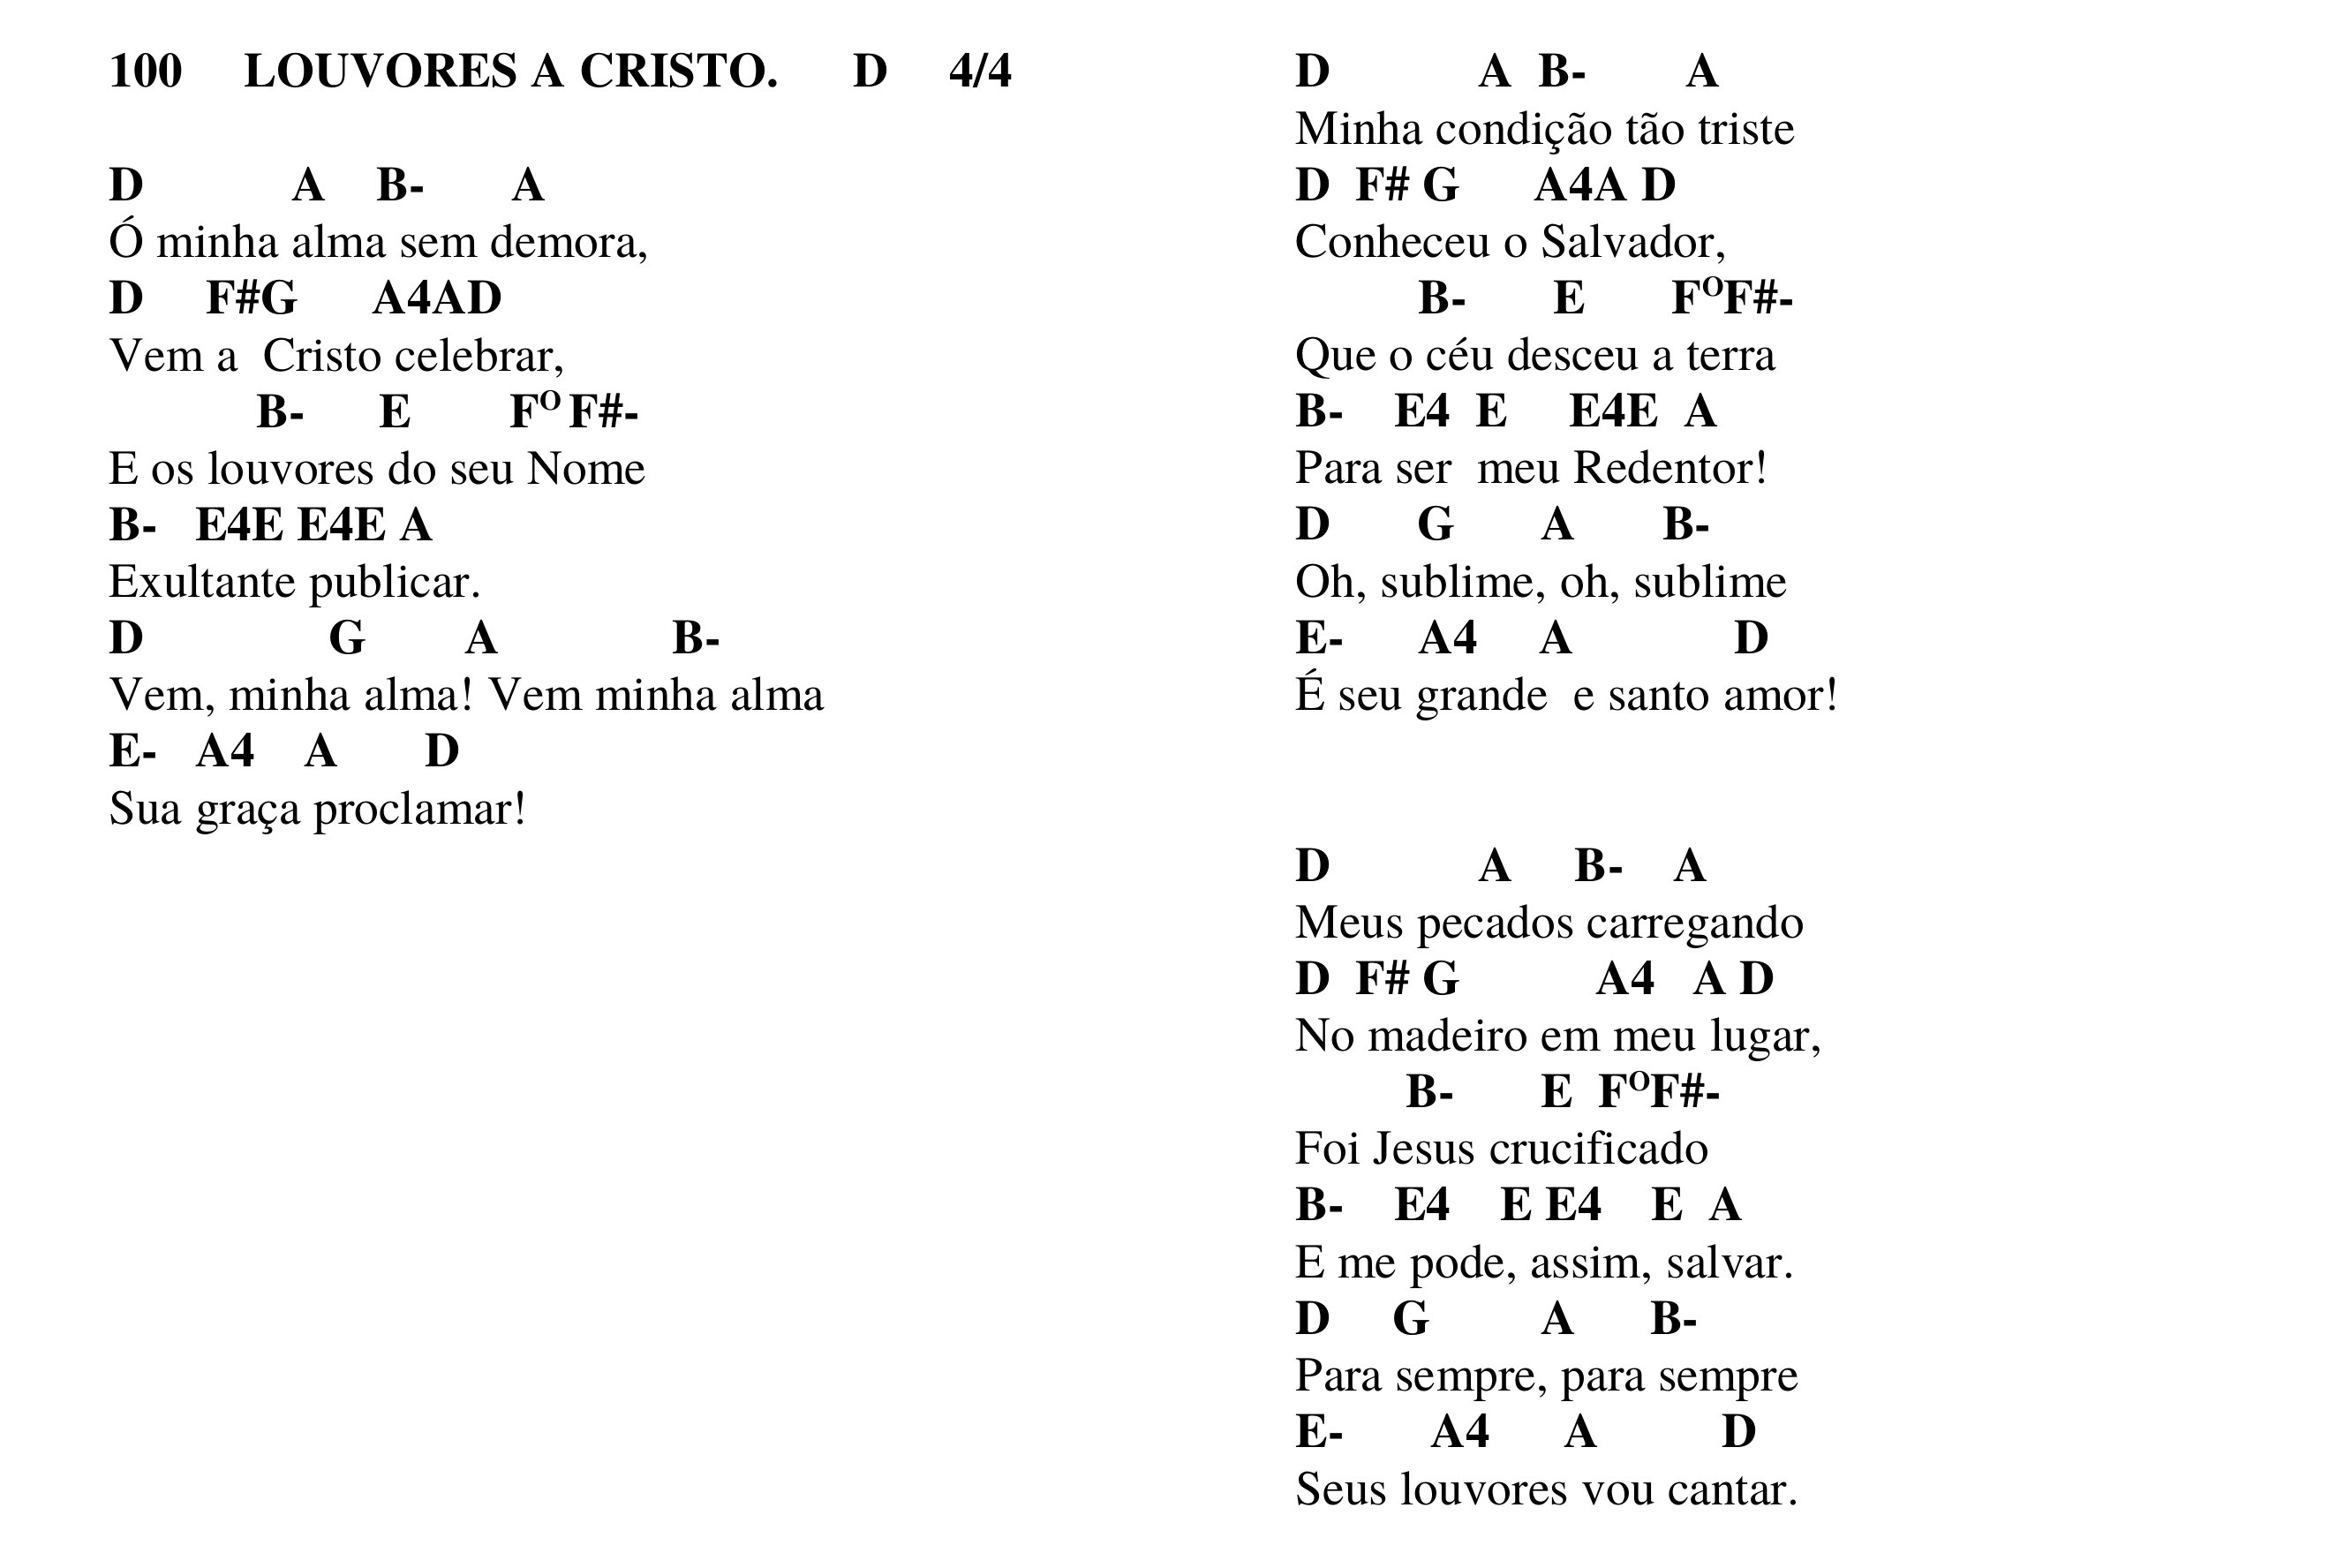 100     LOUVORES A CRISTO.      D     4/4
D            A    B-       A
Ó minha alma sem demora,
D     F#G      A4AD
Vem a  Cristo celebrar,
B-      E        Fº F#-
E os louvores do seu Nome
B-   E4E E4E A
Exultante publicar.
D               G        A              B-
Vem, minha alma! Vem minha alma
E-   A4    A       D
Sua graça proclamar!
D            A  B-        A
Minha condição tão triste
D  F# G      A4A D
Conheceu o Salvador,
B-       E       FºF#-
Que o céu desceu a terra
B-    E4  E     E4E  A
Para ser  meu Redentor!
D       G       A       B-
Oh, sublime, oh, sublime
E-      A4     A             D
É seu grande  e santo amor!
D            A     B-    A
Meus pecados carregando
D  F# G           A4   A D
No madeiro em meu lugar,
B-       E  FºF#-
Foi Jesus crucificado
B-    E4    E E4    E  A
E me pode, assim, salvar.
D     G         A      B-
Para sempre, para sempre
E-       A4      A          D
Seus louvores vou cantar.